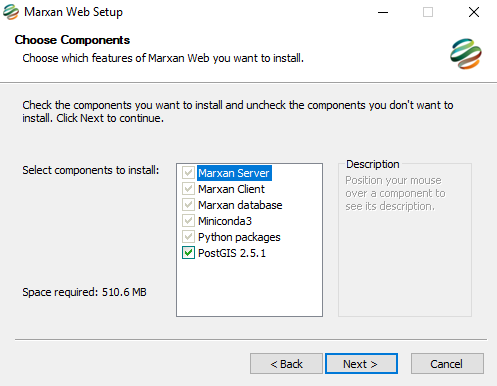 Marxan Web Setup
Choose Components
Choose which features of Marxan Web you want to install.
Check the components you want to install and uncheck the components you don't want to
install. Click Next to continue.
Select components to install:
Marxan Server
Marxan Client
Marxan database
Miniconda3
Python packages
PostGIS 2.5.1
Description
Position your mouse
over a component to
see its description.
Space required: 510.6 MB
< Back
Next >
Cancel